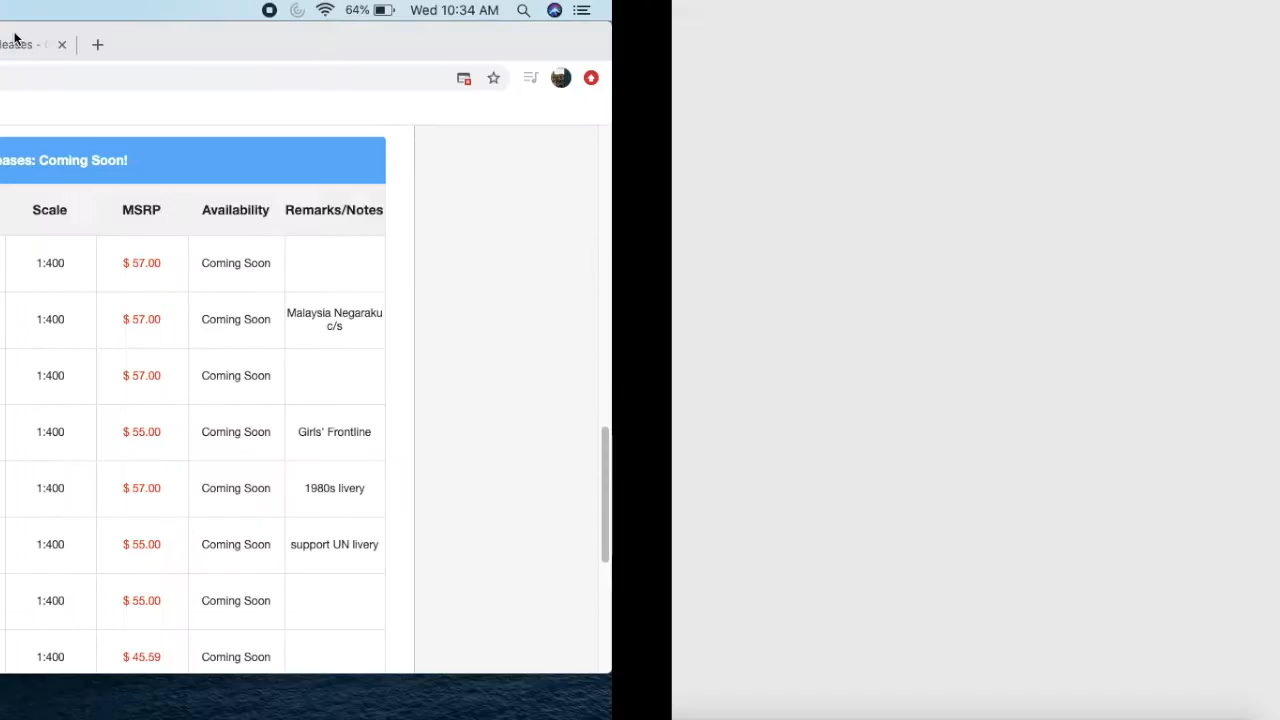 64% Wed 10:34 AM
eases -
eases: Coming Soon!
Scale MSRP Availability Remarks/Notes
1:400 $ 57.00 Coming Soon
1:400 $ 57.00 Coming Soon Malaysia Negaraku
c/s
1:400 $ 57.00 Coming Soon
1:400 $ 55.00 Coming Soon Girls' Frontline
1:400 $ 57.00 Coming Soon 1980s livery
1:400 $ 55.00 Coming Soon support UN livery
1:400 $ 55.00 Coming Soon
1:400 $ 45.59 Coming Soon